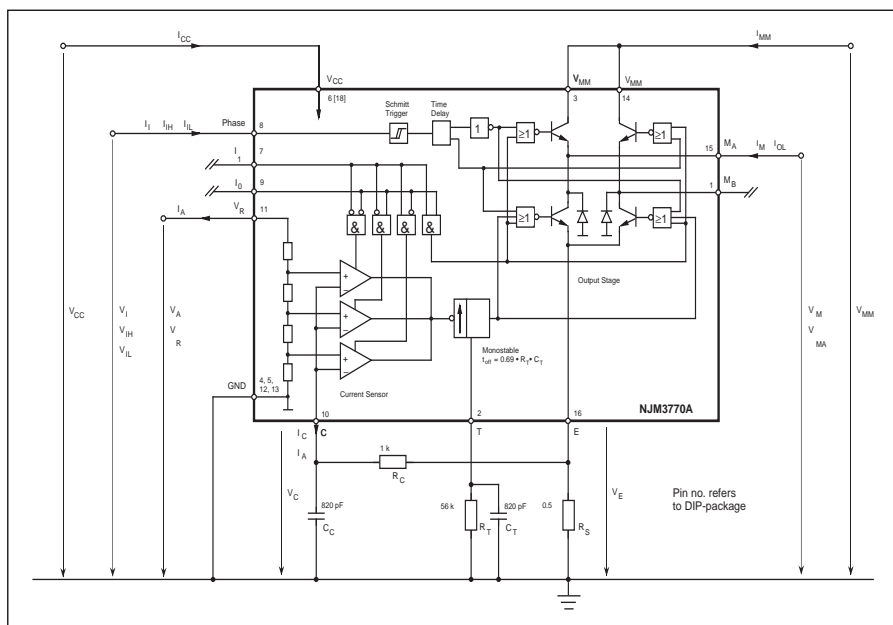 I CC
I MM
V CC
V MM
V MM
6 [18]
3
14
Schmitt Trigger
Time Delay
I I I IH I IL
Phase
8
1
≥1
≥1
M A
I M I OL
15
I 1
7
I 0
9
M B
1
I A
V R
11
& & & &
≥1
≥1
Output Stage
+
–
+
–
+
–
V CC
V I
V IH
V IL
V A
V R
V M
V MA
V MM
Monostable
t off = 0.69 • R T • C T
GND
4, 5,
12, 13
Current Sensor
NJM3770A
10
2
16
I C
C
T
E
I A
1 k
R C
V C
V E
Pin no. refers
to DIP-package
820 pF
C C
56 k
R T
820 pF
C T
0.5
R S